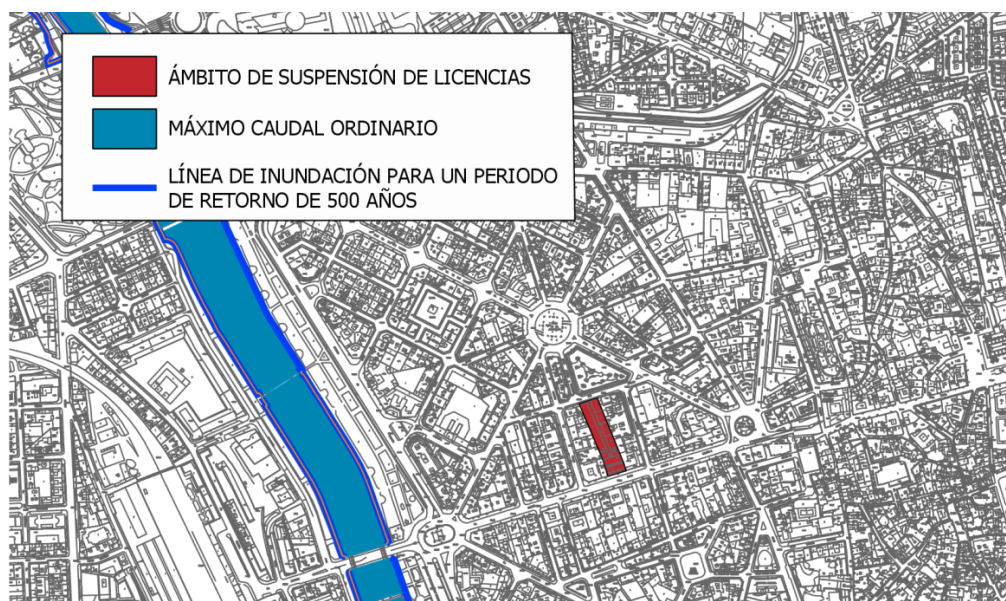 ÁMBITO DE SUSPENSIÓN DE LICENCIAS
MÁXIMO CAUDAL ORDINARIO
LÍNEA DE INUNDACIÓN PARA UN PERIODO
DE RETORNO DE 500 AÑOS